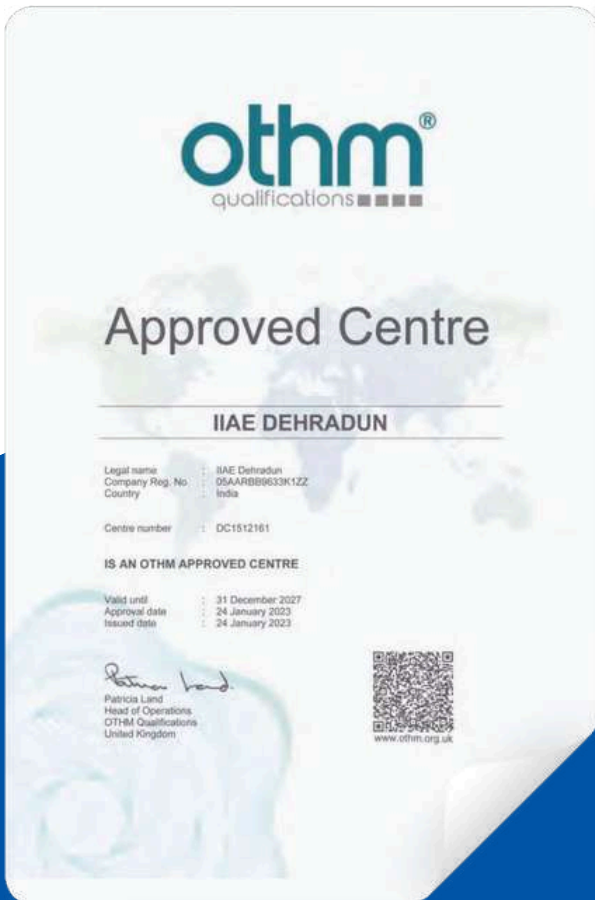 othm®
qualifications
Approved Centre
IIAE DEHRADUN
Legal name : IIAE Dehradun
Company Reg. No : 05AARBB9633K1ZZ
Country : India
Centre number : DC1512161
IS AN OTHM APPROVED CENTRE
Valid until : 31 December 2027
Approval date : 24 January 2023
Issued date : 24 January 2023
Patricia Land
Patricia Land
Head of Operations
OTHM Qualifications
United Kingdom
www.othm.org.uk